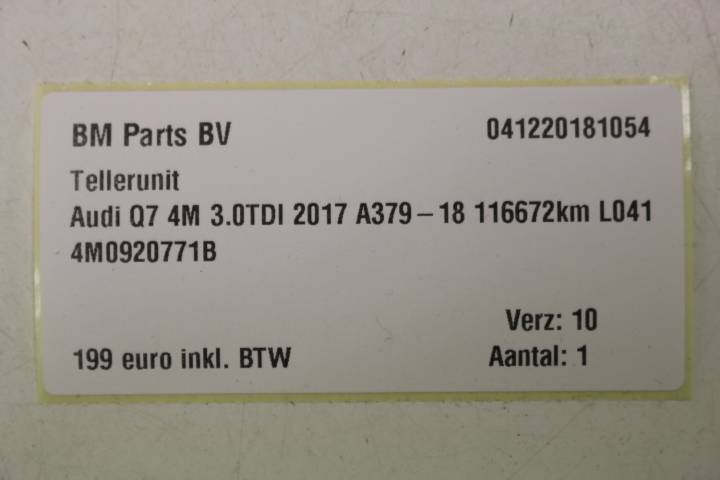 BM Parts BV 041220181054
Tellerunit
Audi Q7 4M 3.0TDI 2017 A379-18 116672km L041
4M0920771B
Verz: 10
199 euro inkl. BTW Aantal: 1